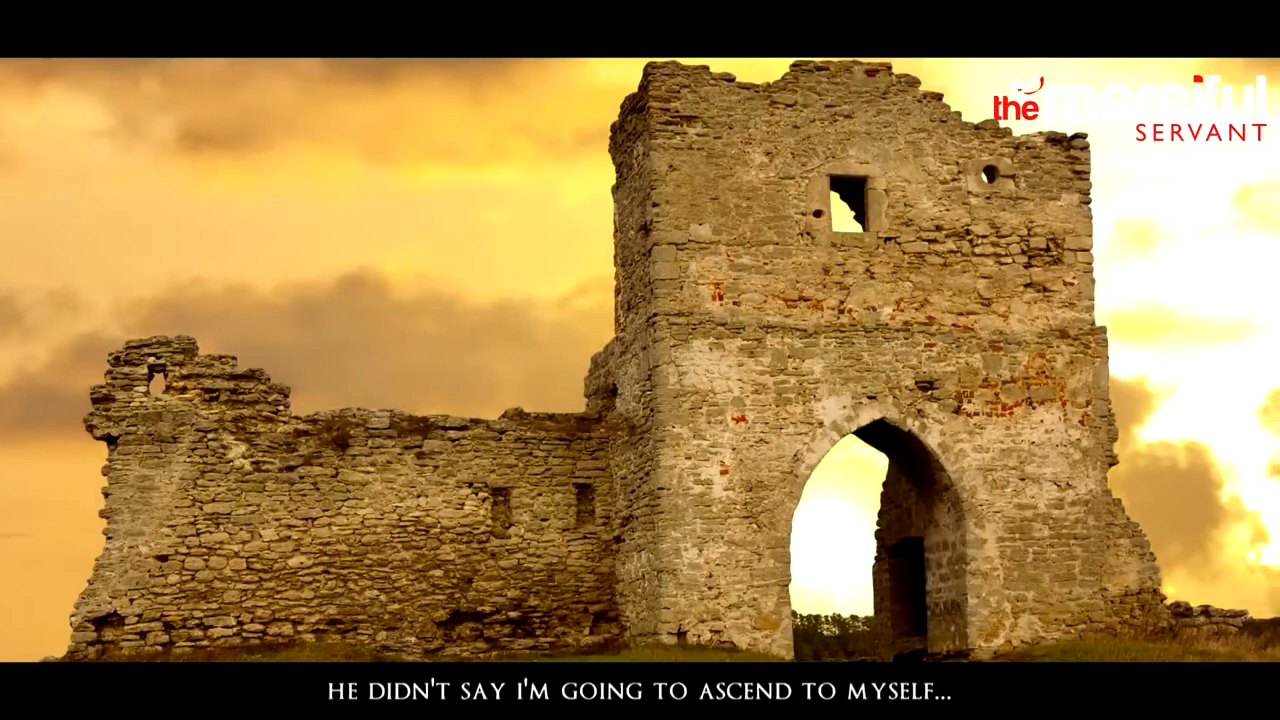 the merciful
SERVANT
HE DIDN'T SAY I'M GOING TO ASCEND TO MYSELF...